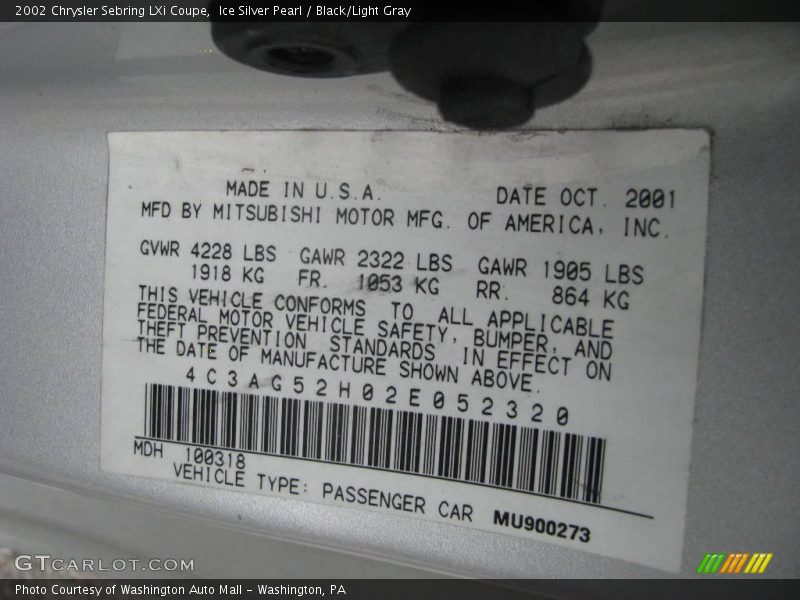 2002 Chrysler Sebring LXi Coupe,  Ice Silver Pearl / Black/Light Gray
MADE IN U.S.A. DATE OCT. 2001
MFD BY MITSUBISHI MOTOR MFG. OF AMERICA, INC.
GVWR 4228 LBS GAWR 2322 LBS GAWR 1905 LBS
1918 KG FR. 1053 KG RR. 864 KG
THIS VEHICLE CONFORMS TO ALL APPLICABLE
FEDERAL MOTOR VEHICLE SAFETY, BUMPER, AND
THEFT PREVENTION STANDARDS IN EFFECT ON
THE DATE OF MANUFACTURE SHOWN ABOVE.
4C3AG52H02E052320
MDH 100318
VEHICLE TYPE: PASSENGER CAR MU900273
GTCARLOT.COM
Photo Courtesy of Washington Auto Mall - Washington, PA